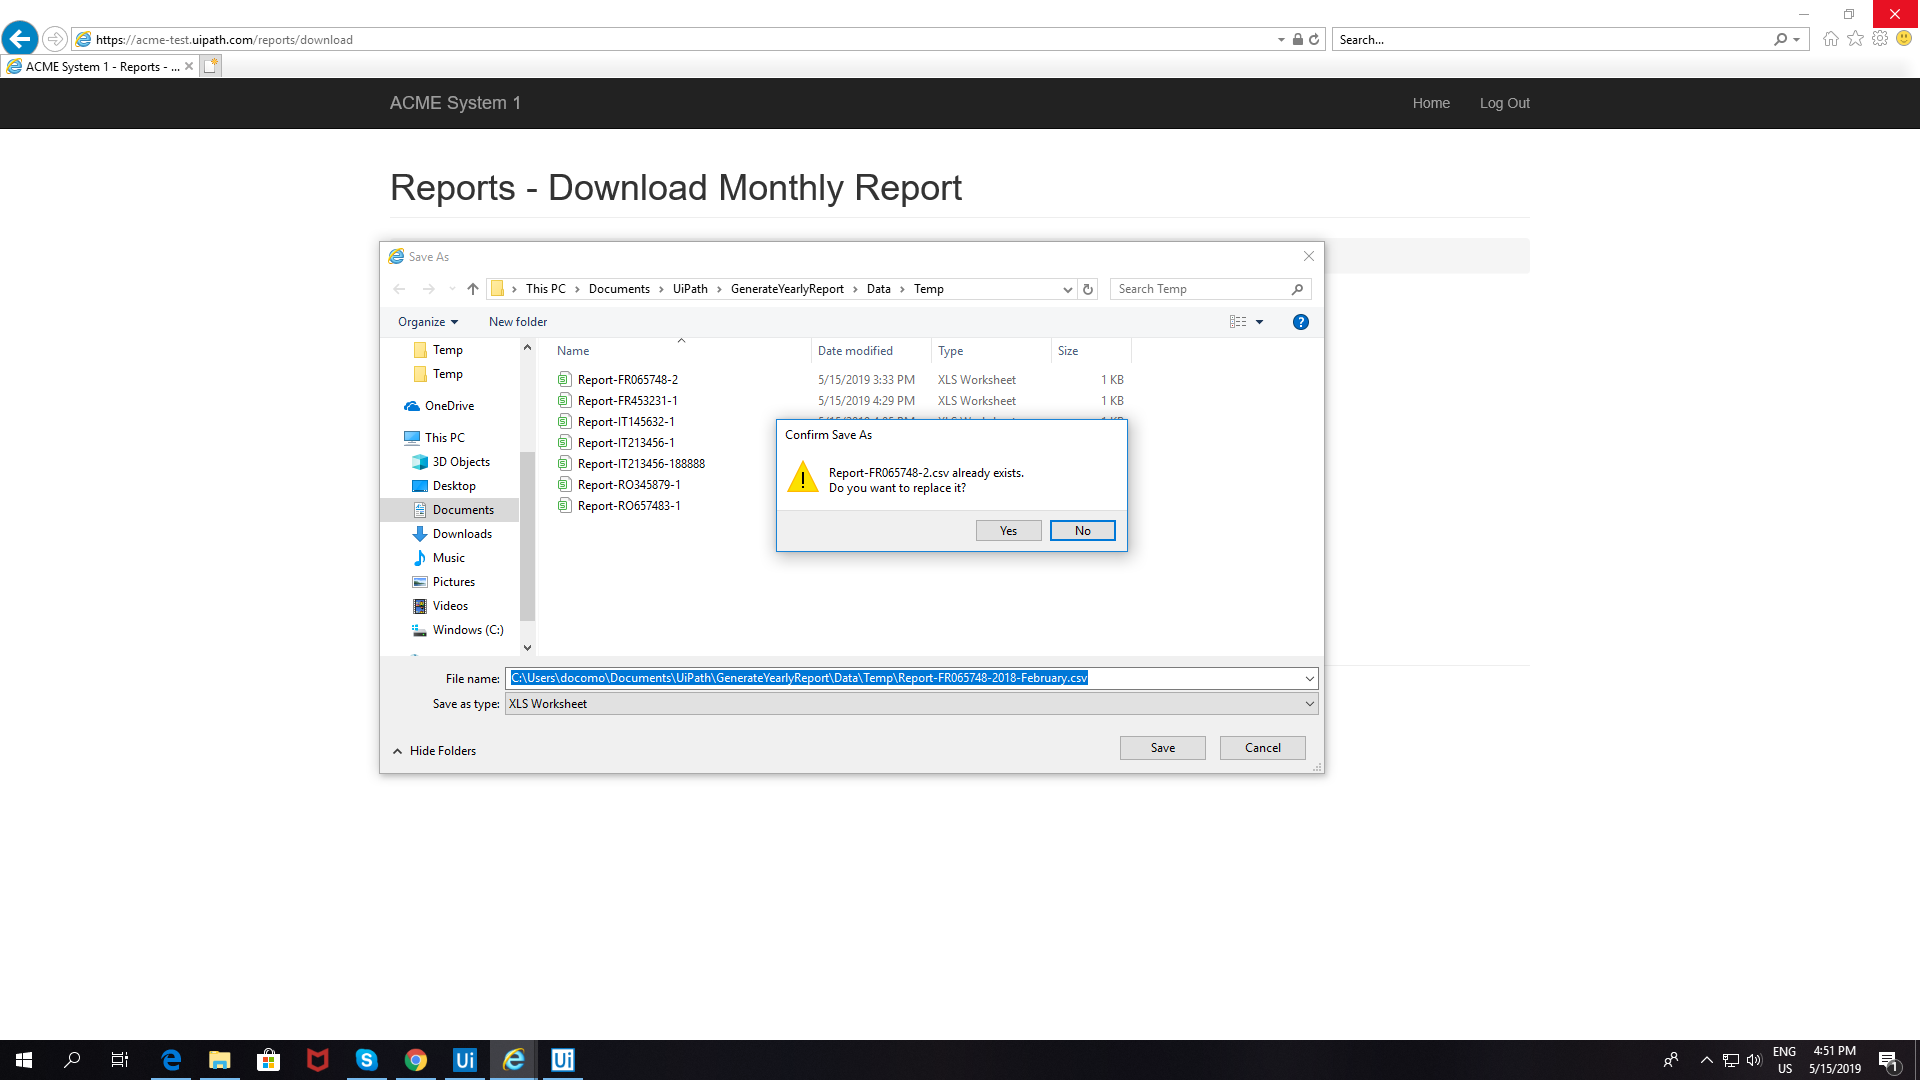 https://acme-test.uipath.com/reports/download
Search...
ACME System 1 - Reports - ...
ACME System 1
Home
Log Out
Reports - Download Monthly Report
Save As
This PC
Documents
UiPath
GenerateYearlyReport
Data
Temp
Search Temp
Organize
New folder
Temp
Temp
OneDrive
This PC
3D Objects
Desktop
Documents
Downloads
Music
Pictures
Videos
Windows (C:)
Name Date modified Type Size
Report-FR065748-2 5/15/2019 3:33 PM XLS Worksheet 1 KB
Report-FR453231-1 5/15/2019 4:29 PM XLS Worksheet 1 KB
Report-IT145632-1
Report-IT213456-1
Report-IT213456-188888
Report-RO345879-1
Report-RO657483-1
Confirm Save As
Report-FR065748-2.csv already exists.
Do you want to replace it?
Yes
No
File name: C:\Users\docomo\Documents\UiPath\GenerateYearlyReport\Data\Temp\Report-FR065748-2018-February.csv
Save as type: XLS Worksheet
Hide Folders
Save
Cancel
ENG
US
4:51 PM
5/15/2019
1